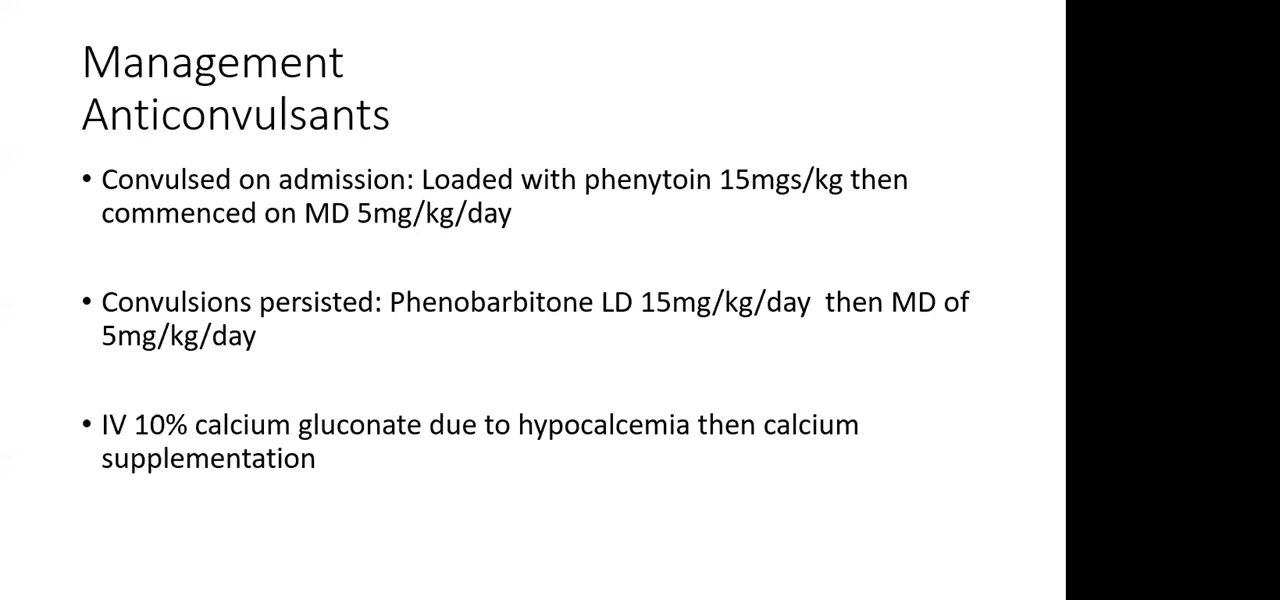 Management
Anticonvulsants
• Convulsed on admission: Loaded with phenytoin 15mgs/kg then
commenced on MD 5mg/kg/day
• Convulsions persisted: Phenobarbitone LD 15mg/kg/day  then MD of
5mg/kg/day
• IV 10% calcium gluconate due to hypocalcemia then calcium
supplementation